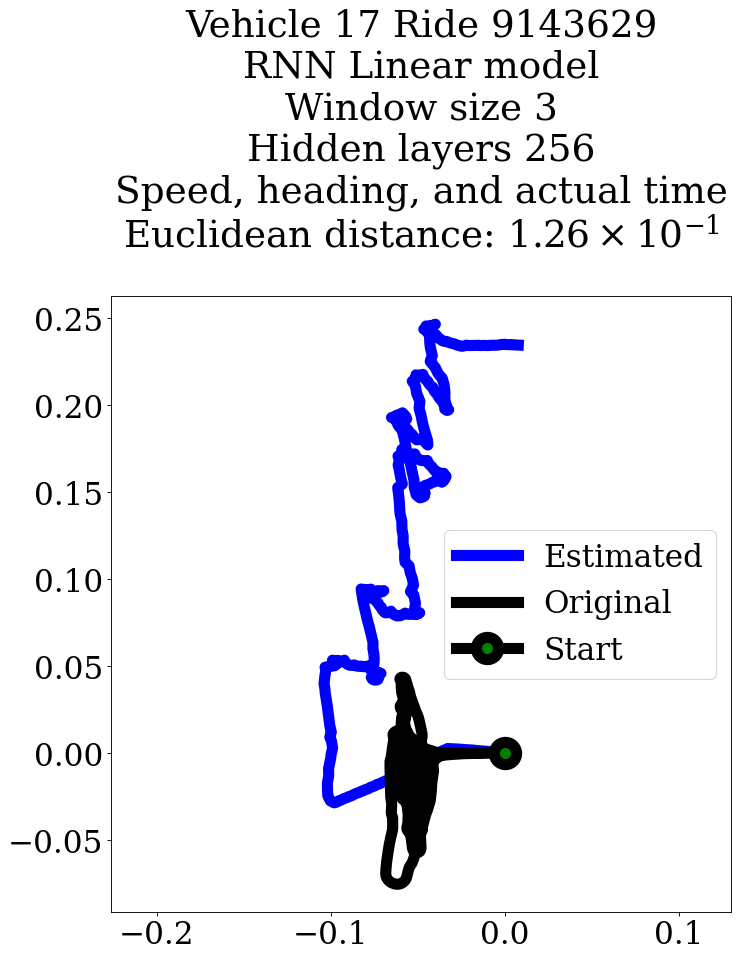 Vehicle 17 Ride 9143629
RNN Linear model
Window size 3
Hidden layers 256
Speed, heading, and actual time
Euclidean distance: 1.26 × 10⁻¹
0.25
0.20
0.15
0.10
0.05
0.00
−0.05
Estimated
Original
Start
−0.2
−0.1
0.0
0.1